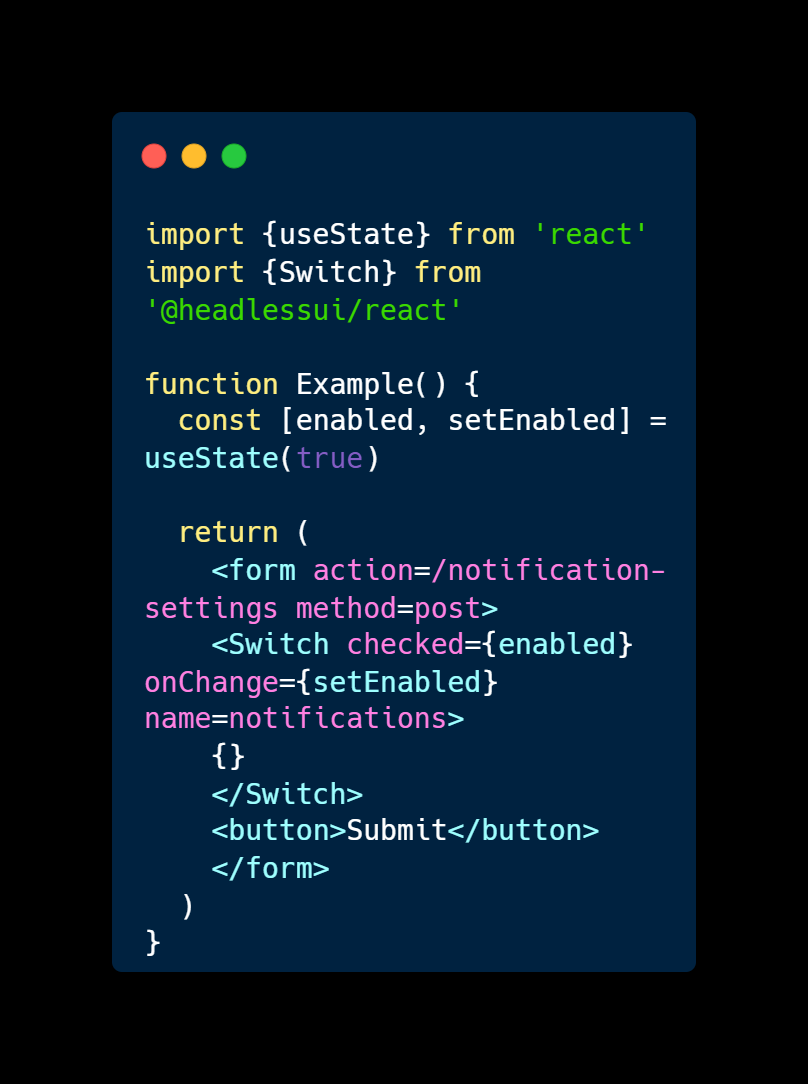 import {useState} from 'react'
import {Switch} from
'@headlessui/react'

function Example() {
  const [enabled, setEnabled] =
useState(true)

  return (
    <form action=/notification-
settings method=post>
    <Switch checked={enabled}
onChange={setEnabled}
name=notifications>
    {}
    </Switch>
    <button>Submit</button>
    </form>
  )
}